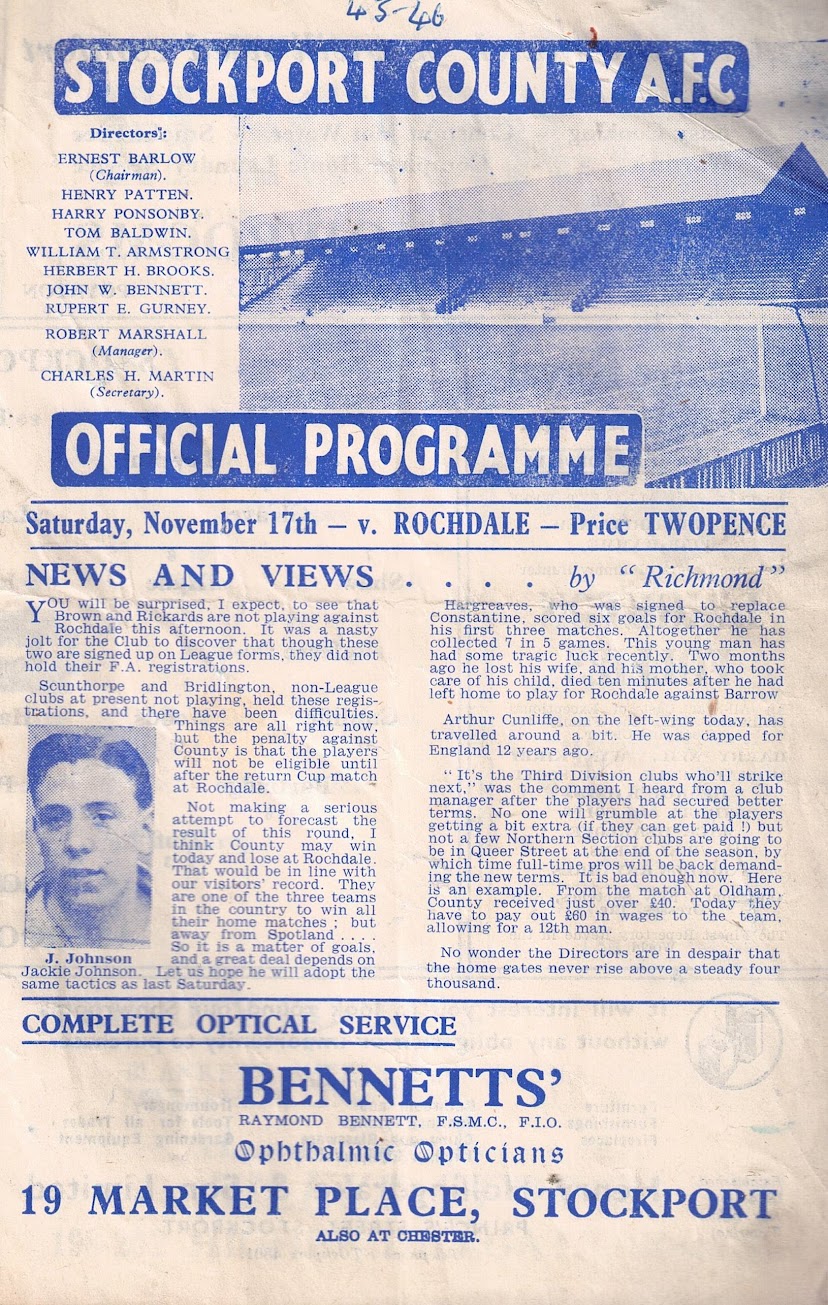 45-46
STOCKPORT COUNTY A.F.C
Directors:
ERNEST BARLOW
(Chairman).
HENRY PATTEN.
HARRY PONSONBY.
TOM BALDWIN.
WILLIAM T. ARMSTRONG
HERBERT H. BROOKS.
JOHN W. BENNETT.
RUPERT E. GURNEY.
ROBERT MARSHALL
(Manager).
CHARLES H. MARTIN
(Secretary).
OFFICIAL PROGRAMME
Saturday, November 17th – v. ROCHDALE – Price TWOPENCE
NEWS AND VIEWS . . . . by “Richmond”
YOU will be surprised, I expect, to see that
Brown and Rickards are not playing against
Rochdale this afternoon. It was a nasty
jolt for the Club to discover that though these
two are signed up on League forms, they did not
hold their F.A. registrations.
Scunthorpe and Bridlington, non-League
clubs at present not playing, held these regis-
trations, and there have been difficulties.
Things are all right now,
but the penalty against
County is that the players
will not be eligible until
after the return Cup match
at Rochdale.
Not making a serious
attempt to forecast the
result of this round, I
think County may win
today and lose at Rochdale.
That would be in line with
our visitors' record. They
are one of the three teams
in the country to win all
their home matches ; but
away from Spotland . . . .
So it is a matter of goals,
and a great deal depends on
J. Johnson
Jackie Johnson. Let us hope he will adopt the
same tactics as last Saturday.
Hargreaves, who was signed to replace
Constantine, scored six goals for Rochdale in
his first three matches. Altogether he has
collected 7 in 5 games. This young man has
had some tragic luck recently. Two months
ago he lost his wife, and his mother, who took
care of his child, died ten minutes after he had
left home to play for Rochdale against Barrow
Arthur Cunliffe, on the left-wing today, has
travelled around a bit. He was capped for
England 12 years ago.
“ It's the Third Division clubs who'll strike
next,” was the comment I heard from a club
manager after the players had secured better
terms. No one will grumble at the players
getting a bit extra (if they can get paid !) but
not a few Northern Section clubs are going to
be in Queer Street at the end of the season, by
which time full-time pros will be back demand-
ing the new terms. It is bad enough now. Here
is an example. From the match at Oldham,
County received just over £40. Today they
have to pay out £60 in wages to the team,
allowing for a 12th man.
No wonder the Directors are in despair that
the home gates never rise above a steady four
thousand.
COMPLETE OPTICAL SERVICE
BENNETTS’
RAYMOND BENNETT, F.S.M.C., F.I.O.
Ophthalmic Opticians
19 MARKET PLACE, STOCKPORT
ALSO AT CHESTER.